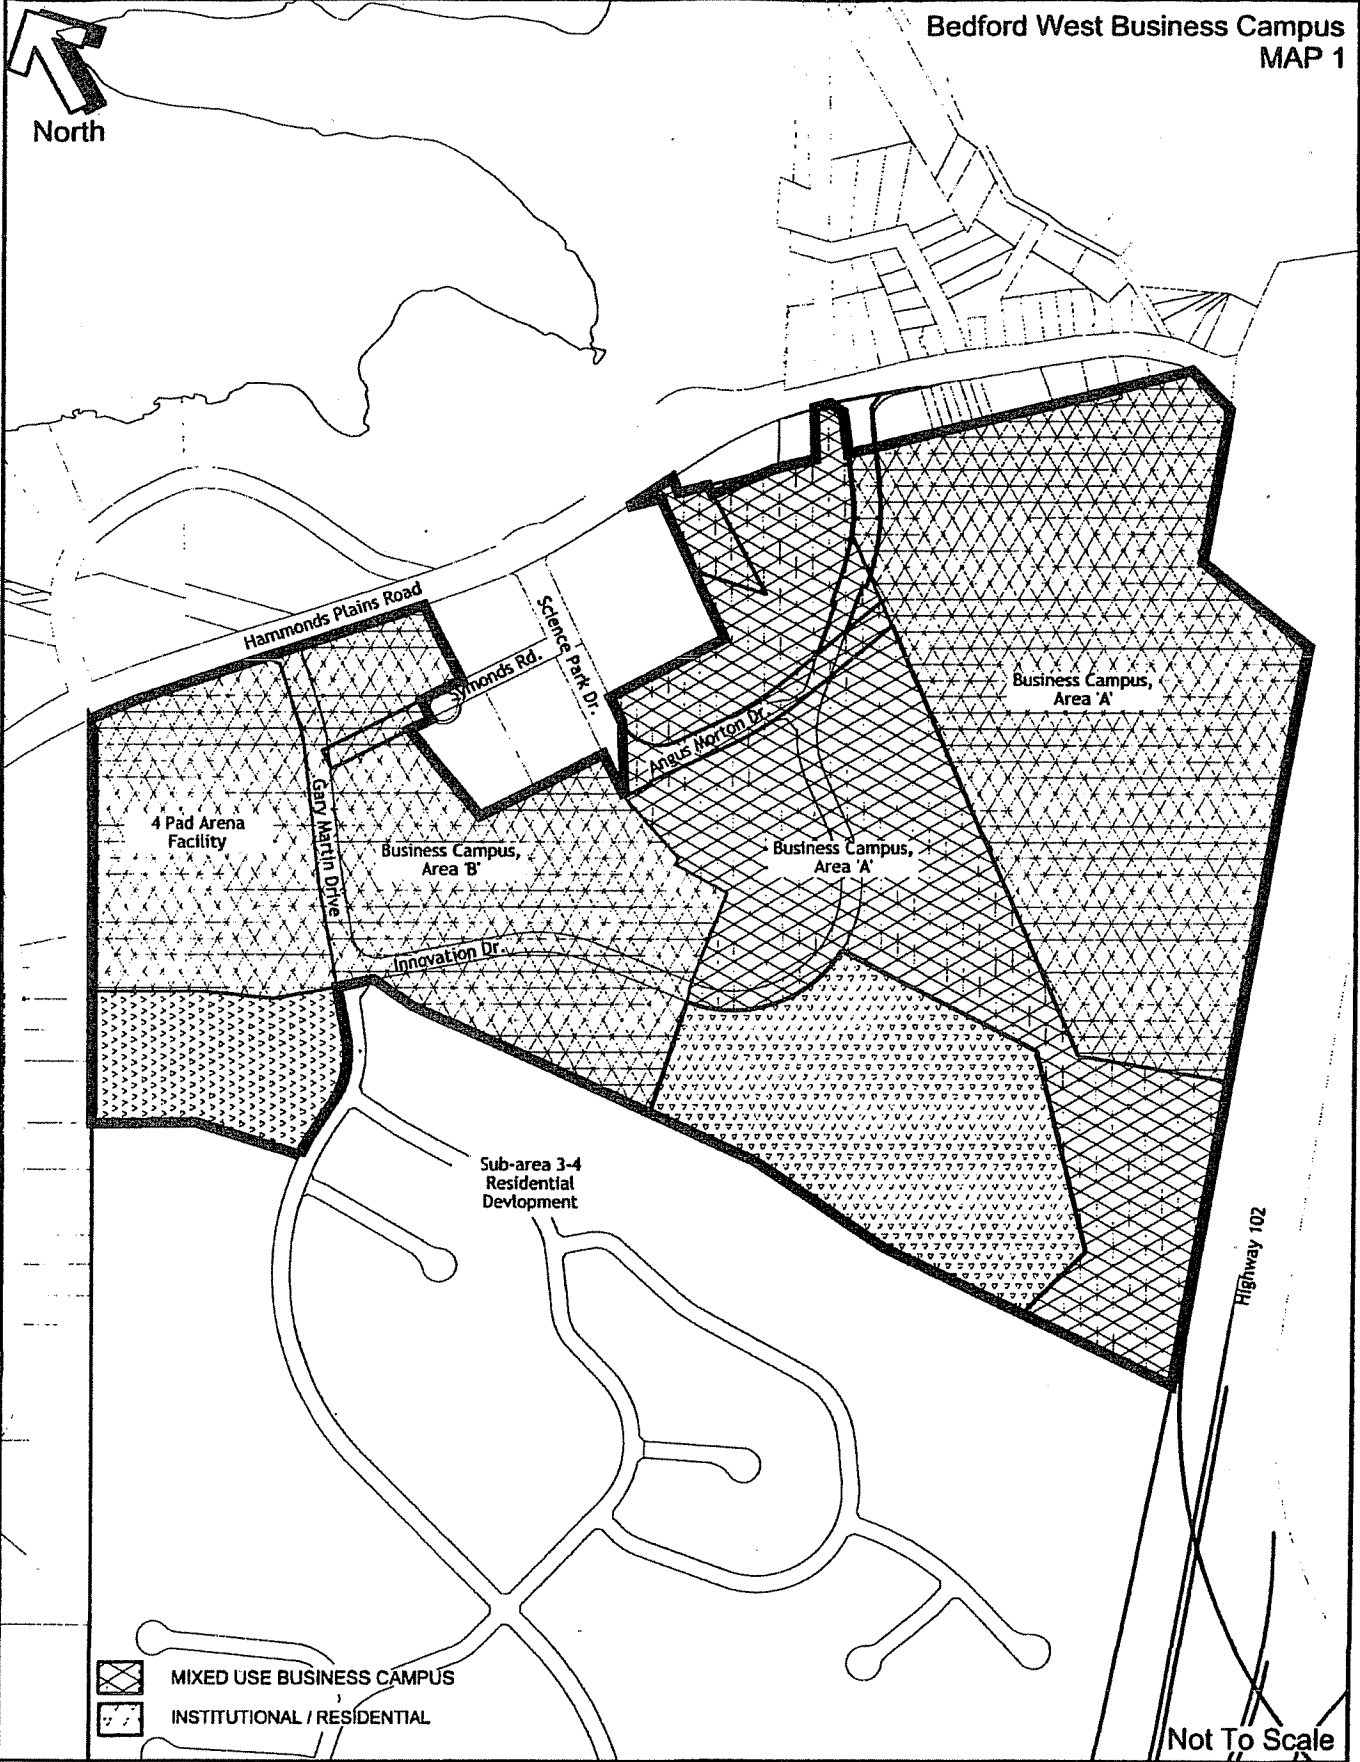 Bedford West Business Campus
MAP 1
North
Hammonds Plains Road
Science Park Dr.
ymonds Rd.
Business Campus,
Area 'A'
Angus Morton Dr.
Gary Martin Drive
4 Pad Arena
Facility
Business Campus,
Area 'B'
Business Campus,
Area 'A'
Innovation Dr.
Sub-area 3-4
Residential
Devlopment
Highway 102
MIXED USE BUSINESS CAMPUS
INSTITUTIONAL / RESIDENTIAL
Not To Scale